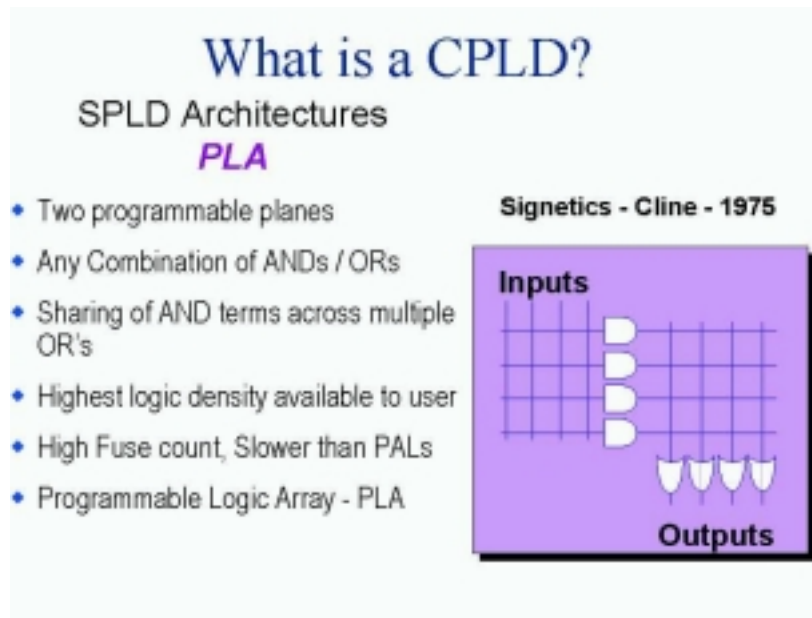 What is a CPLD?
SPLD Architectures
PLA
• Two programmable planes
• Any Combination of ANDs / ORs
• Sharing of AND terms across multiple
OR's
• Highest logic density available to user
• High Fuse count, Slower than PALs
• Programmable Logic Array - PLA
Signetics - Cline - 1975
Inputs
Outputs